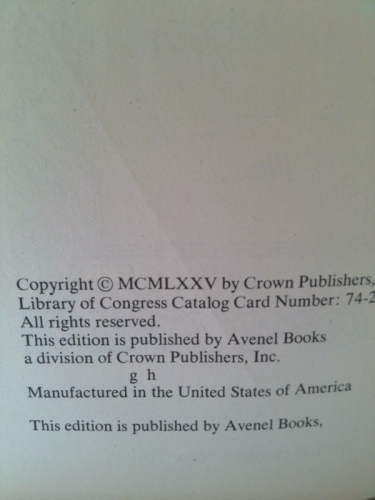 Copyright © MCMLXXV by Crown Publishers,
Library of Congress Catalog Card Number: 74-2
All rights reserved.
This edition is published by Avenel Books
a division of Crown Publishers, Inc.
g h
Manufactured in the United States of America
This edition is published by Avenel Books,